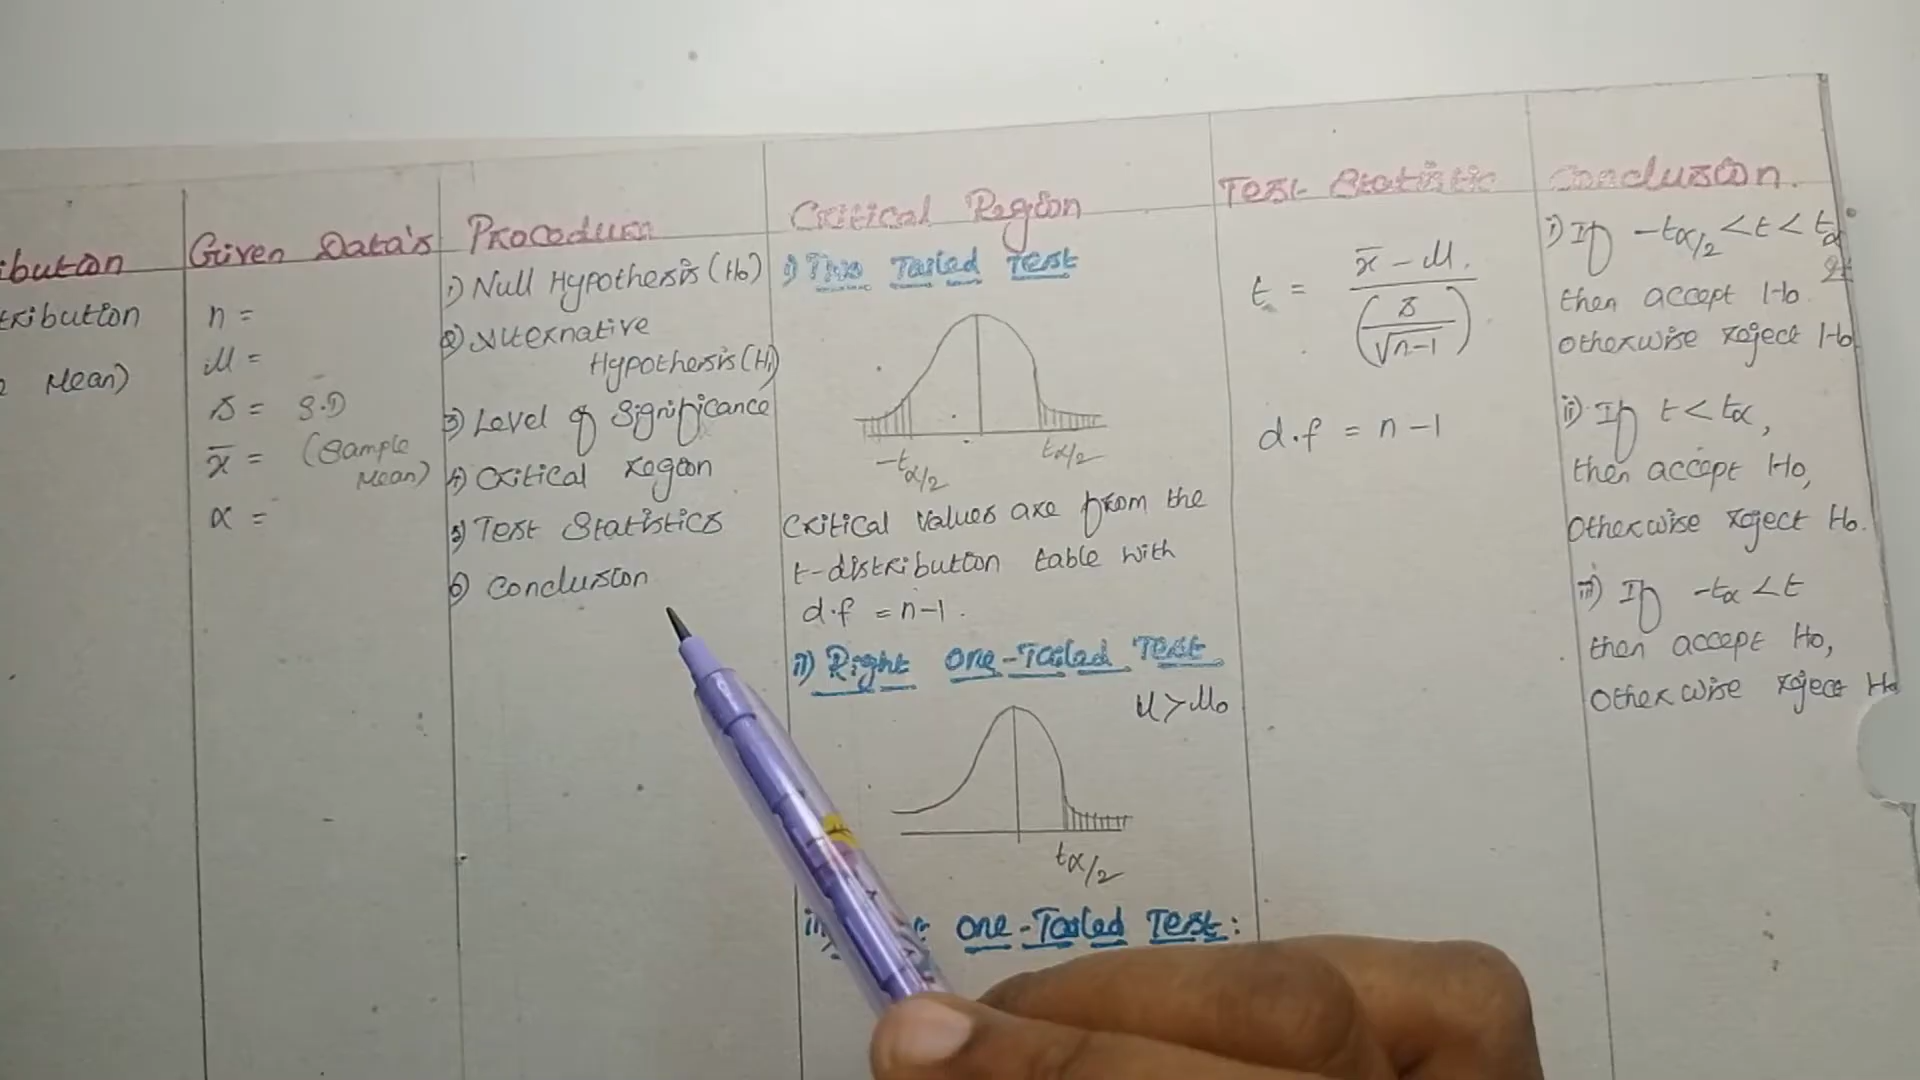 ibution
tribution
Mean)
Given Data's
n =
μ =
s = S.D
x̄ = (Sample
Mean)
α =
Procedure
1) Null Hypothesis (H0)
2) Alternative
Hypothesis (H1)
3) Level of Significance
4) Critical region
5) Test Statistics
6) Conclusion
Critical Region
i) Two Tailed Test
-tα/2
tα/2
Critical values are from the
t-distribution table with
d.f = n-1.
ii) Right one-Tailed Test
μ > μ0
tα/2
one-Tailed Test:
Test Statistic
t = x̄ - μ / (s/√n-1)
d.f = n-1
Conclusion.
i) If -tα/2 < t < tα/2
then accept H0.
otherwise reject H0
ii) If t < tα,
then accept H0,
otherwise reject H0.
iii) If -tα < t
then accept H0,
otherwise reject H0